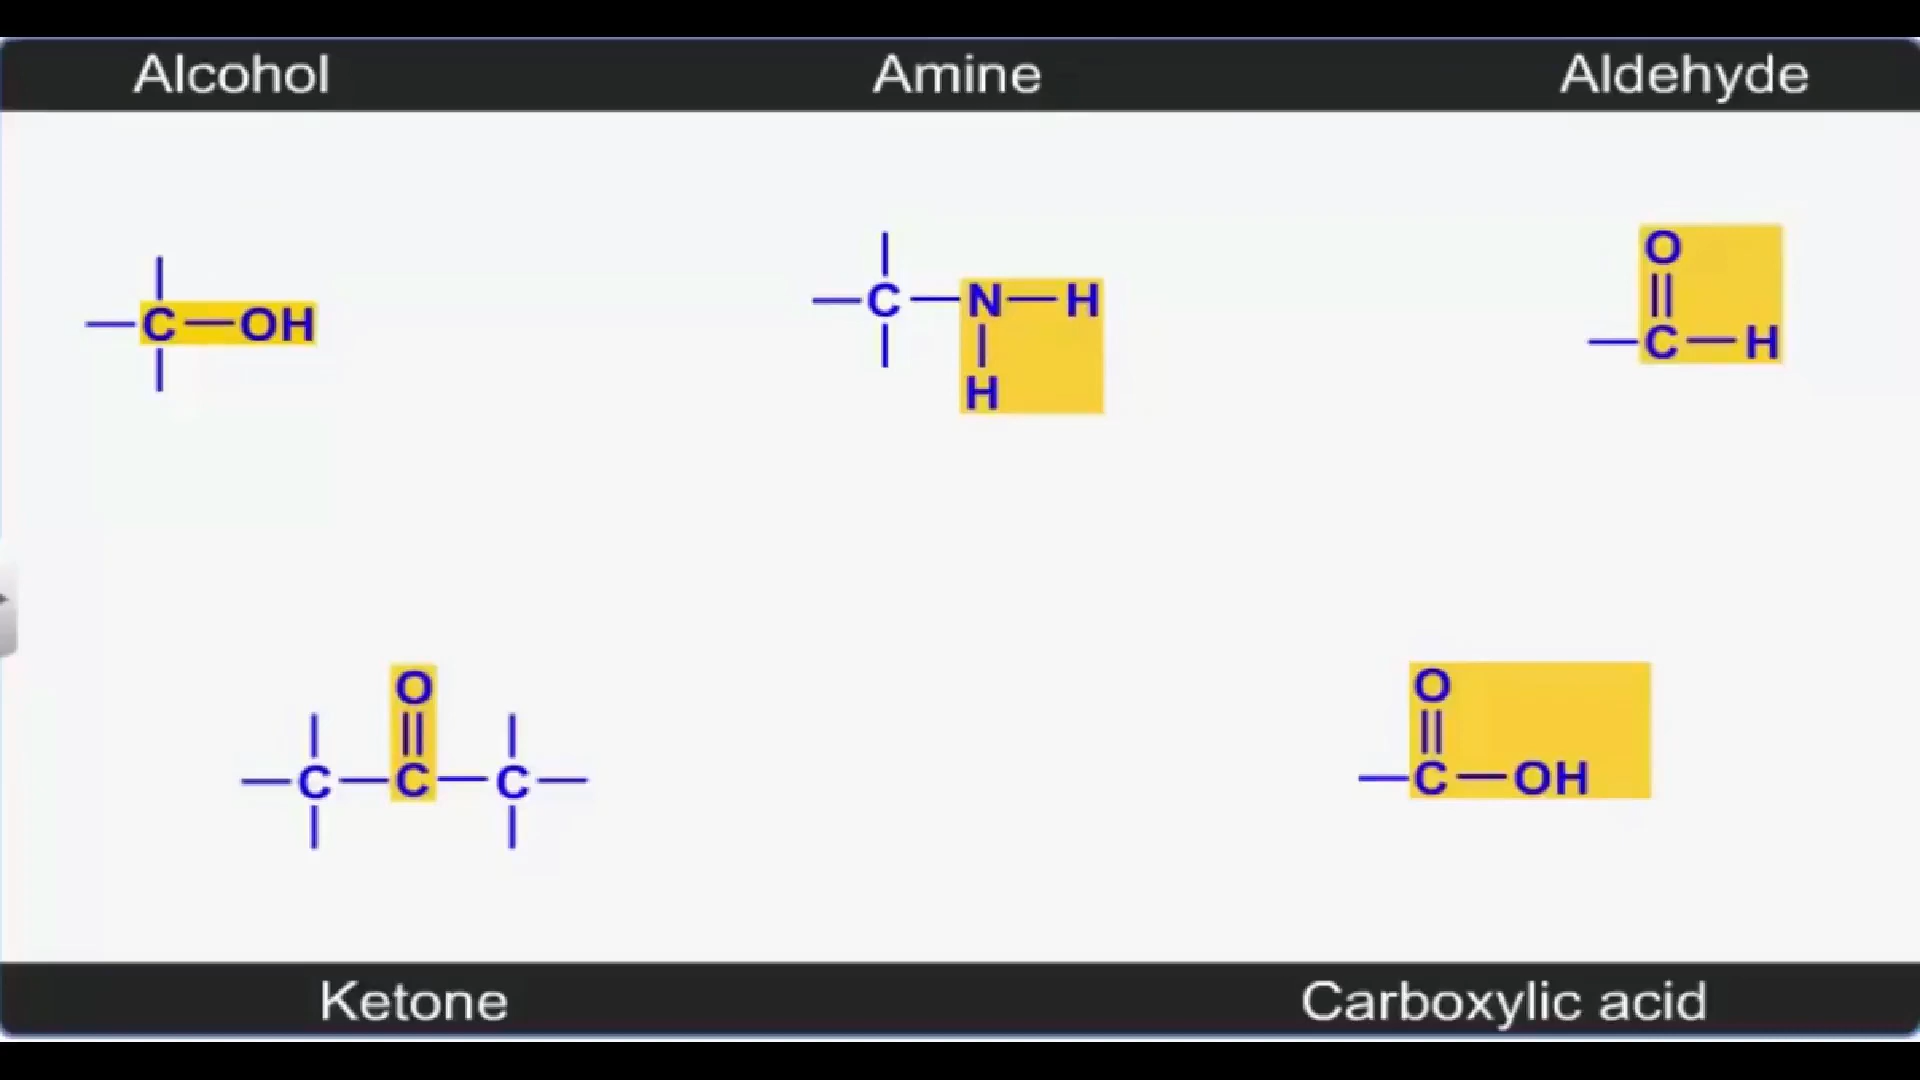 Alcohol
Amine
Aldehyde
C—OH
C—N—H
H
O
C—H
O
C—C—C
O
C—OH
Ketone
Carboxylic acid